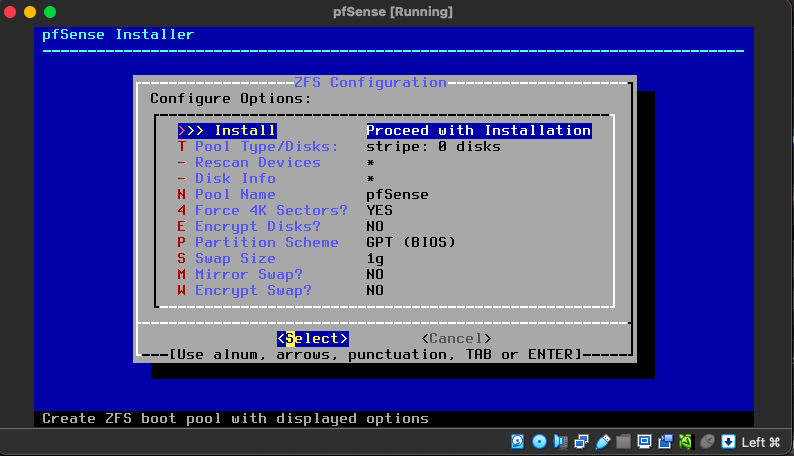 pfSense [Running]
pfSense Installer
ZFS Configuration
Configure Options:
>>> Install Proceed with Installation
T Pool Type/Disks: stripe: 0 disks
- Rescan Devices *
- Disk Info *
N Pool Name pfSense
4 Force 4K Sectors? YES
E Encrypt Disks? NO
P Partition Scheme GPT (BIOS)
S Swap Size 1g
M Mirror Swap? NO
W Encrypt Swap? NO
<Select> <Cancel>
[Use alnum, arrows, punctuation, TAB or ENTER]
Create ZFS boot pool with displayed options
Left ⌘